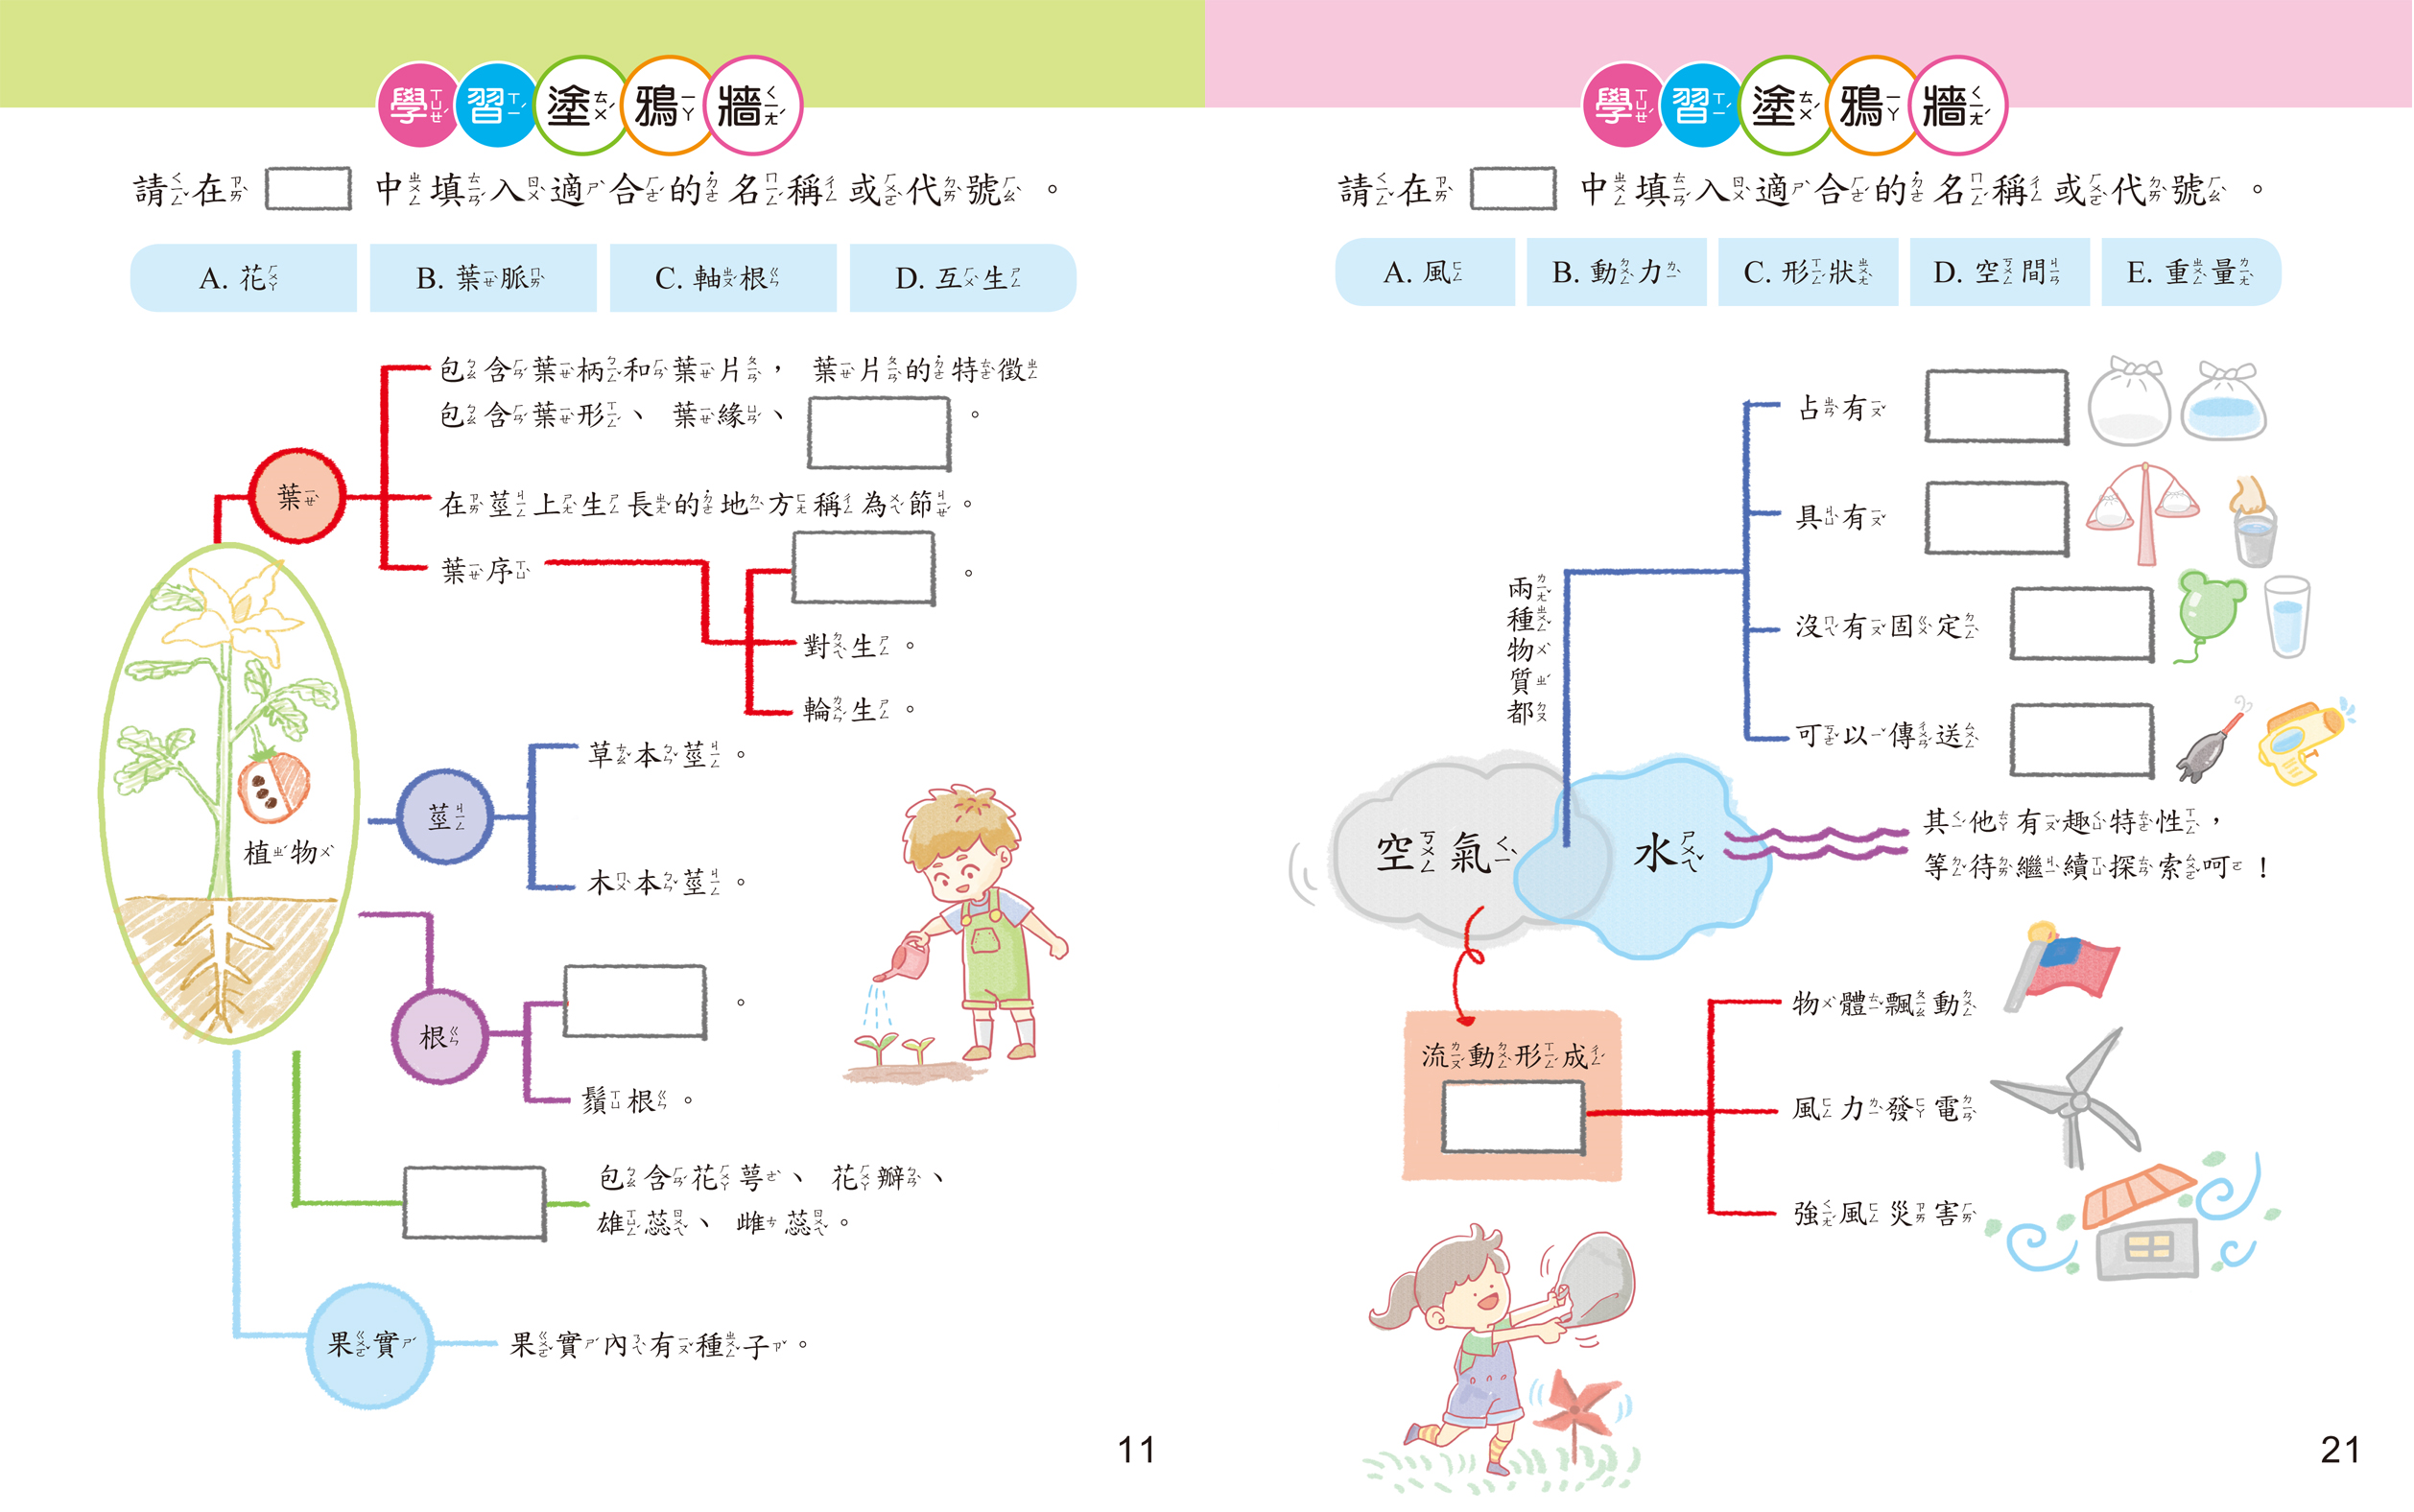 學習塗鴉牆
請在 中填入適合的名稱或代號。
A. 花
B. 葉脈
C. 軸根
D. 互生
包含葉柄和葉片，葉片的特徵
包含葉形、葉緣、 。
葉
在莖上生長的地方稱為節。
葉序
。
對生。
輪生。
草本莖。
莖
植物
木本莖。
。
根
鬚根。
包含花萼、花瓣、
雄蕊、雌蕊。
果實
果實內有種子。
11
學習塗鴉牆
請在 中填入適合的名稱或代號。
A. 風
B. 動力
C. 形狀
D. 空間
E. 重量
占有
具有
兩種物質都
沒有固定
可以傳送
空氣
水
其他有趣特性，
等待繼續探索呵！
物體飄動
流動形成
風力發電
強風災害
21